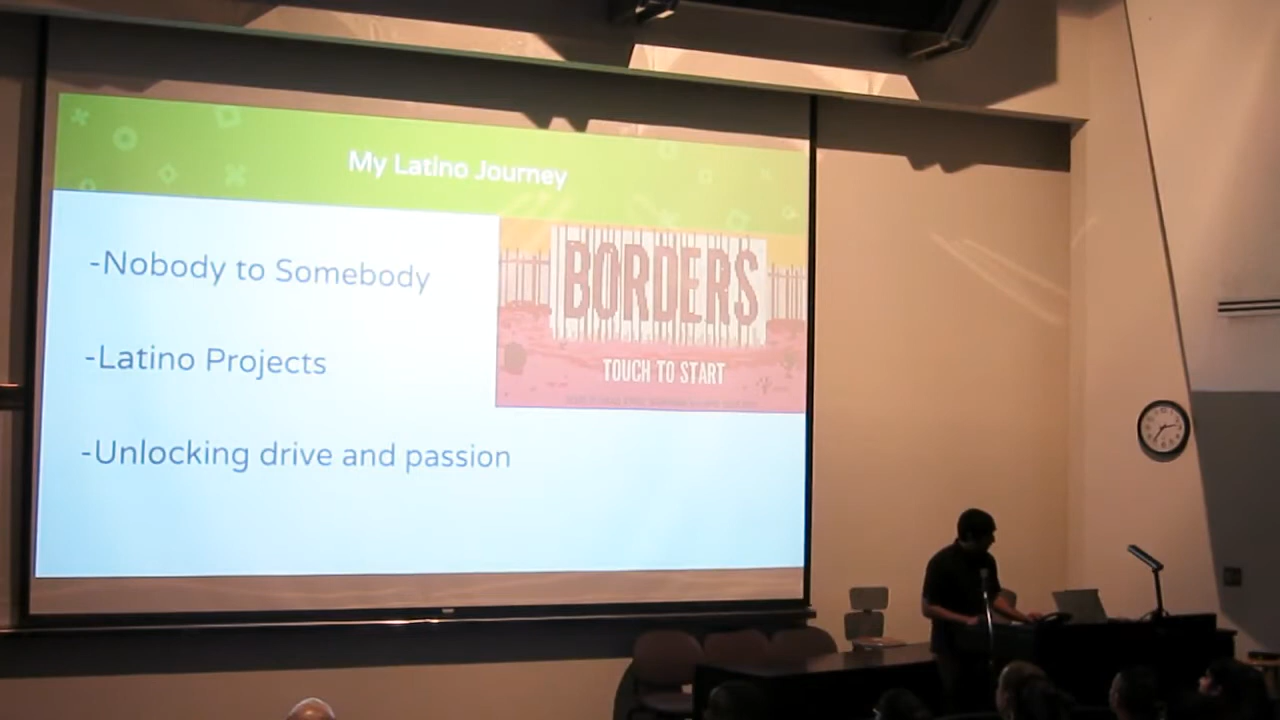 My Latino Journey
-Nobody to Somebody
BORDERS
-Latino Projects
TOUCH TO START
-Unlocking drive and passion